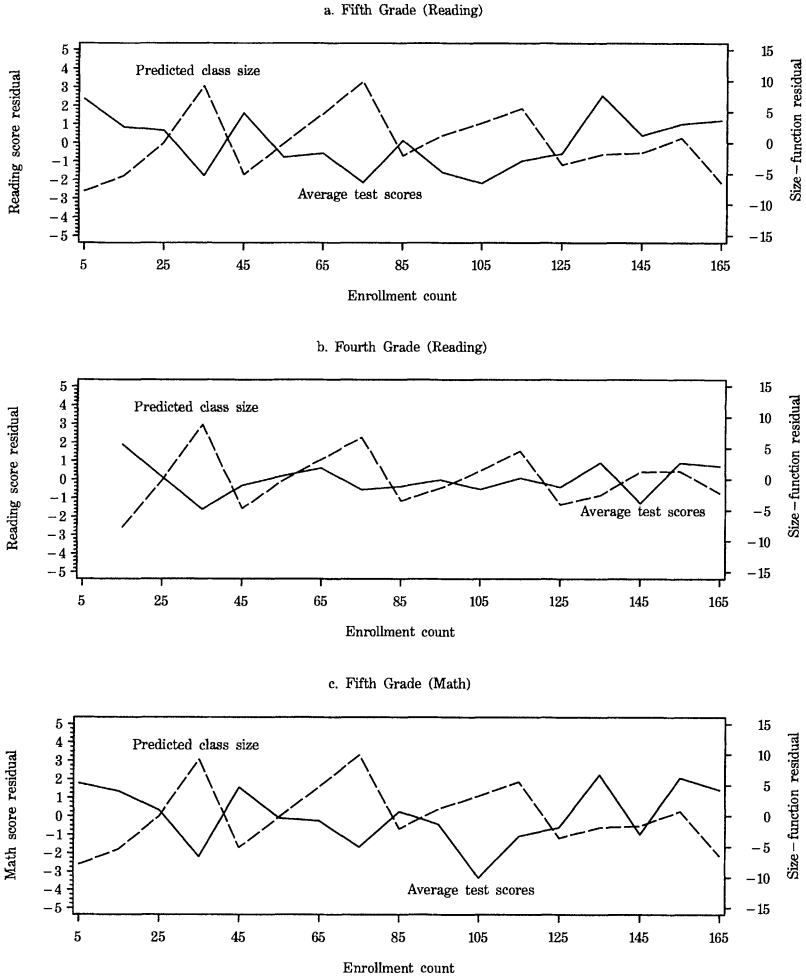 a. Fifth Grade (Reading)
Reading score residual
5
4
3
2
1
0
−1
−2
−3
−4
−5
Predicted class size
Average test scores
15
10
5
0
−5
−10
−15
Size−function residual
5 25 45 65 85 105 125 145 165
Enrollment count
b. Fourth Grade (Reading)
Reading score residual
5
4
3
2
1
0
−1
−2
−3
−4
−5
Predicted class size
Average test scores
15
10
5
0
−5
−10
−15
Size−function residual
5 25 45 65 85 105 125 145 165
Enrollment count
c. Fifth Grade (Math)
Math score residual
5
4
3
2
1
0
−1
−2
−3
−4
−5
Predicted class size
Average test scores
15
10
5
0
−5
−10
−15
Size−function residual
5 25 45 65 85 105 125 145 165
Enrollment count